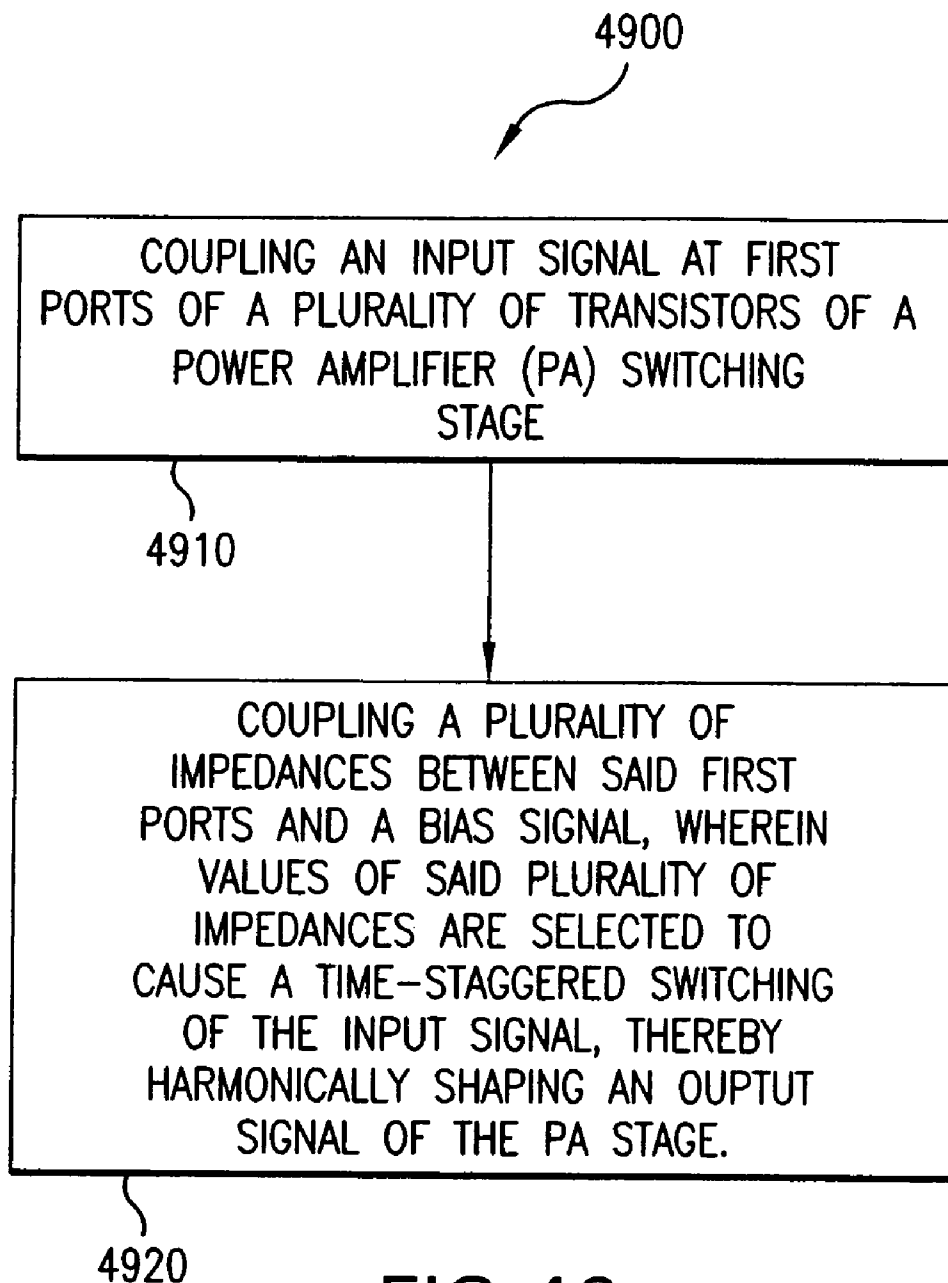 4900
COUPLING AN INPUT SIGNAL AT FIRST
PORTS OF A PLURALITY OF TRANSISTORS OF A
POWER AMPLIFIER (PA) SWITCHING
STAGE
4910
COUPLING A PLURALITY OF
IMPEDANCES BETWEEN SAID FIRST
PORTS AND A BIAS SIGNAL, WHEREIN
VALUES OF SAID PLURALITY OF
IMPEDANCES ARE SELECTED TO
CAUSE A TIME-STAGGERED SWITCHING
OF THE INPUT SIGNAL, THEREBY
HARMONICALLY SHAPING AN OUPTUT
SIGNAL OF THE PA STAGE.
4920